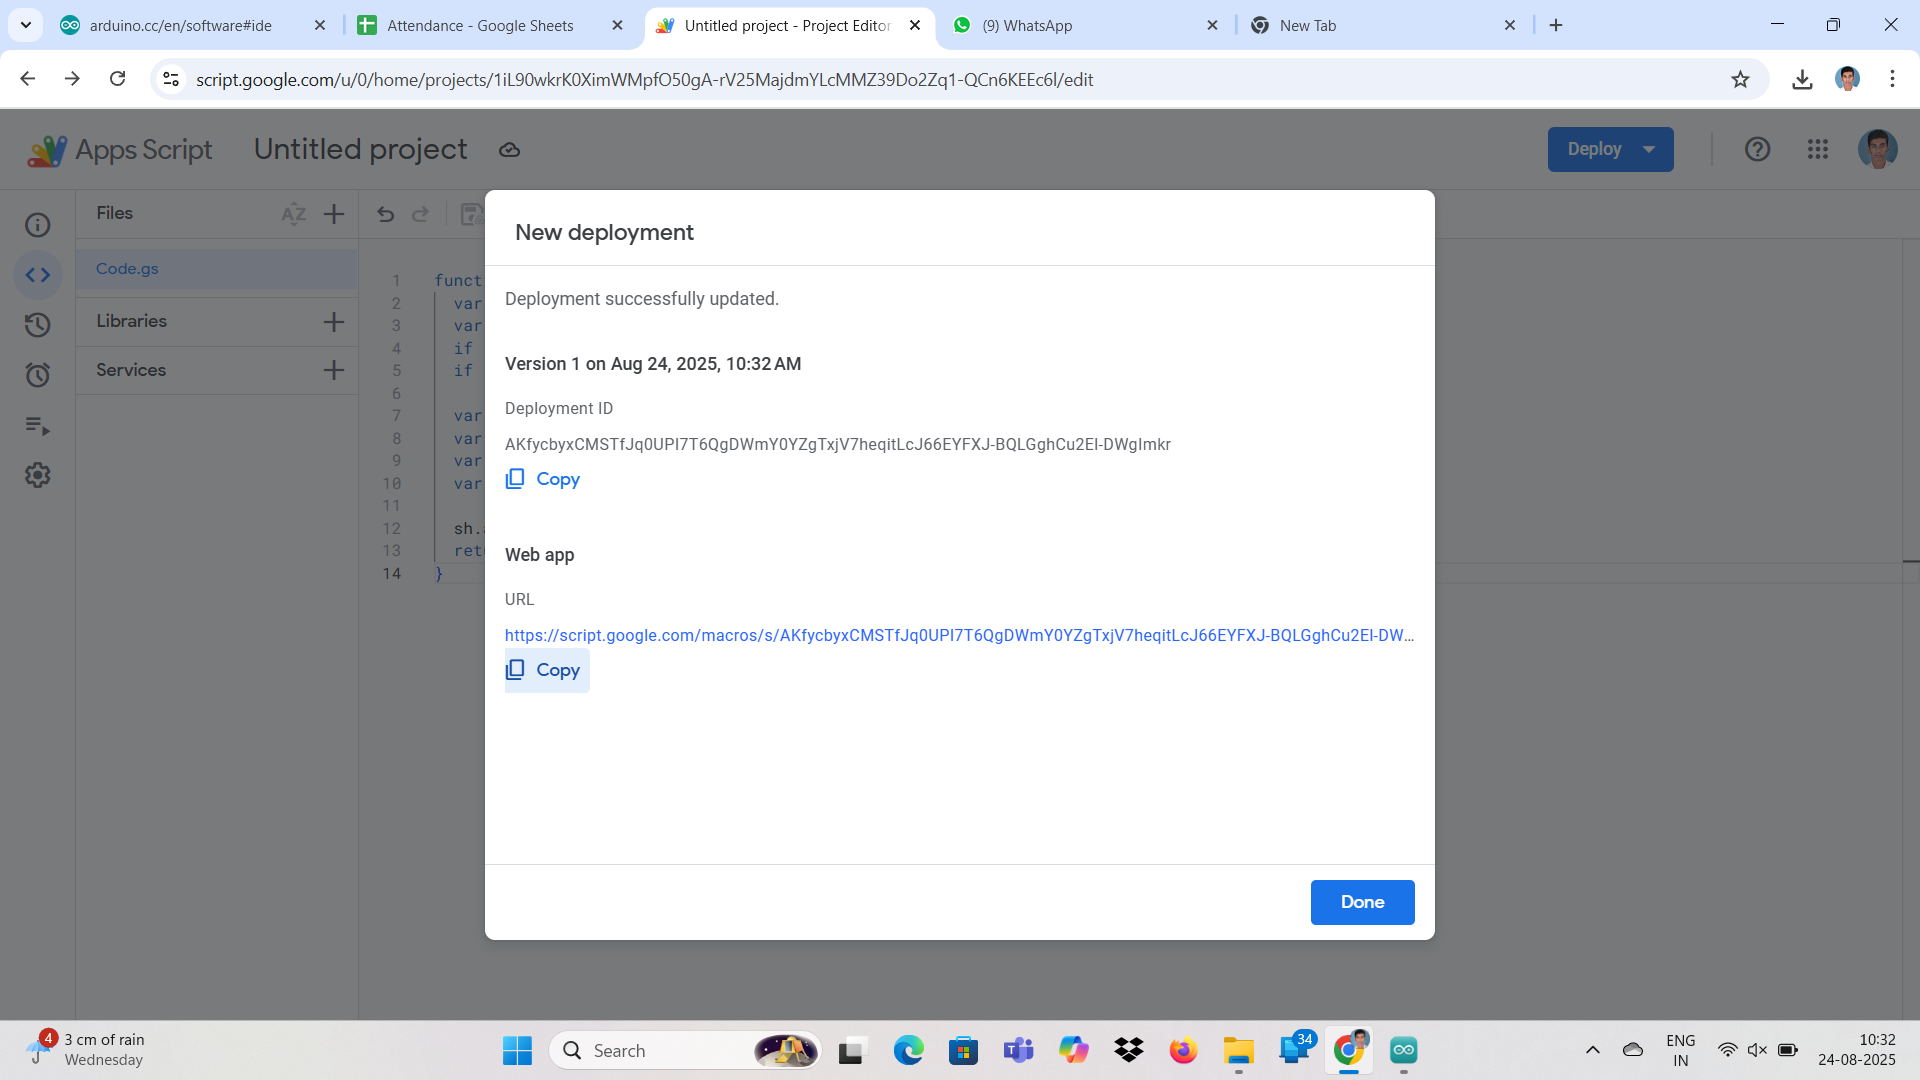 arduino.cc/en/software#ide
Attendance - Google Sheets
Untitled project - Project Editor
(9) WhatsApp
New Tab
script.google.com/u/0/home/projects/1iL90wkrK0XimWMpfO50gA-rV25MajdmYLcMMZ39Do2Zq1-QCn6KEEc6l/edit
Apps Script
Untitled project
Deploy
Files
AZ
Code.gs
Libraries
Services
1 funct
2 var
3 var
4 if
5 if
6
7 var
8 var
9 var
10 var
11
12 sh.
13 ret
14 }
New deployment
Deployment successfully updated.
Version 1 on Aug 24, 2025, 10:32 AM
Deployment ID
AKfycbyxCMSTfJq0UPI7T6QgDWmY0YZgTxjV7heqitLcJ66EYFXJ-BQLGghCu2EI-DWgImkr
Copy
Web app
URL
https://script.google.com/macros/s/AKfycbyxCMSTfJq0UPI7T6QgDWmY0YZgTxjV7heqitLcJ66EYFXJ-BQLGghCu2EI-DW...
Copy
Done
4
3 cm of rain
Wednesday
Search
34
ENG
IN
10:32
24-08-2025